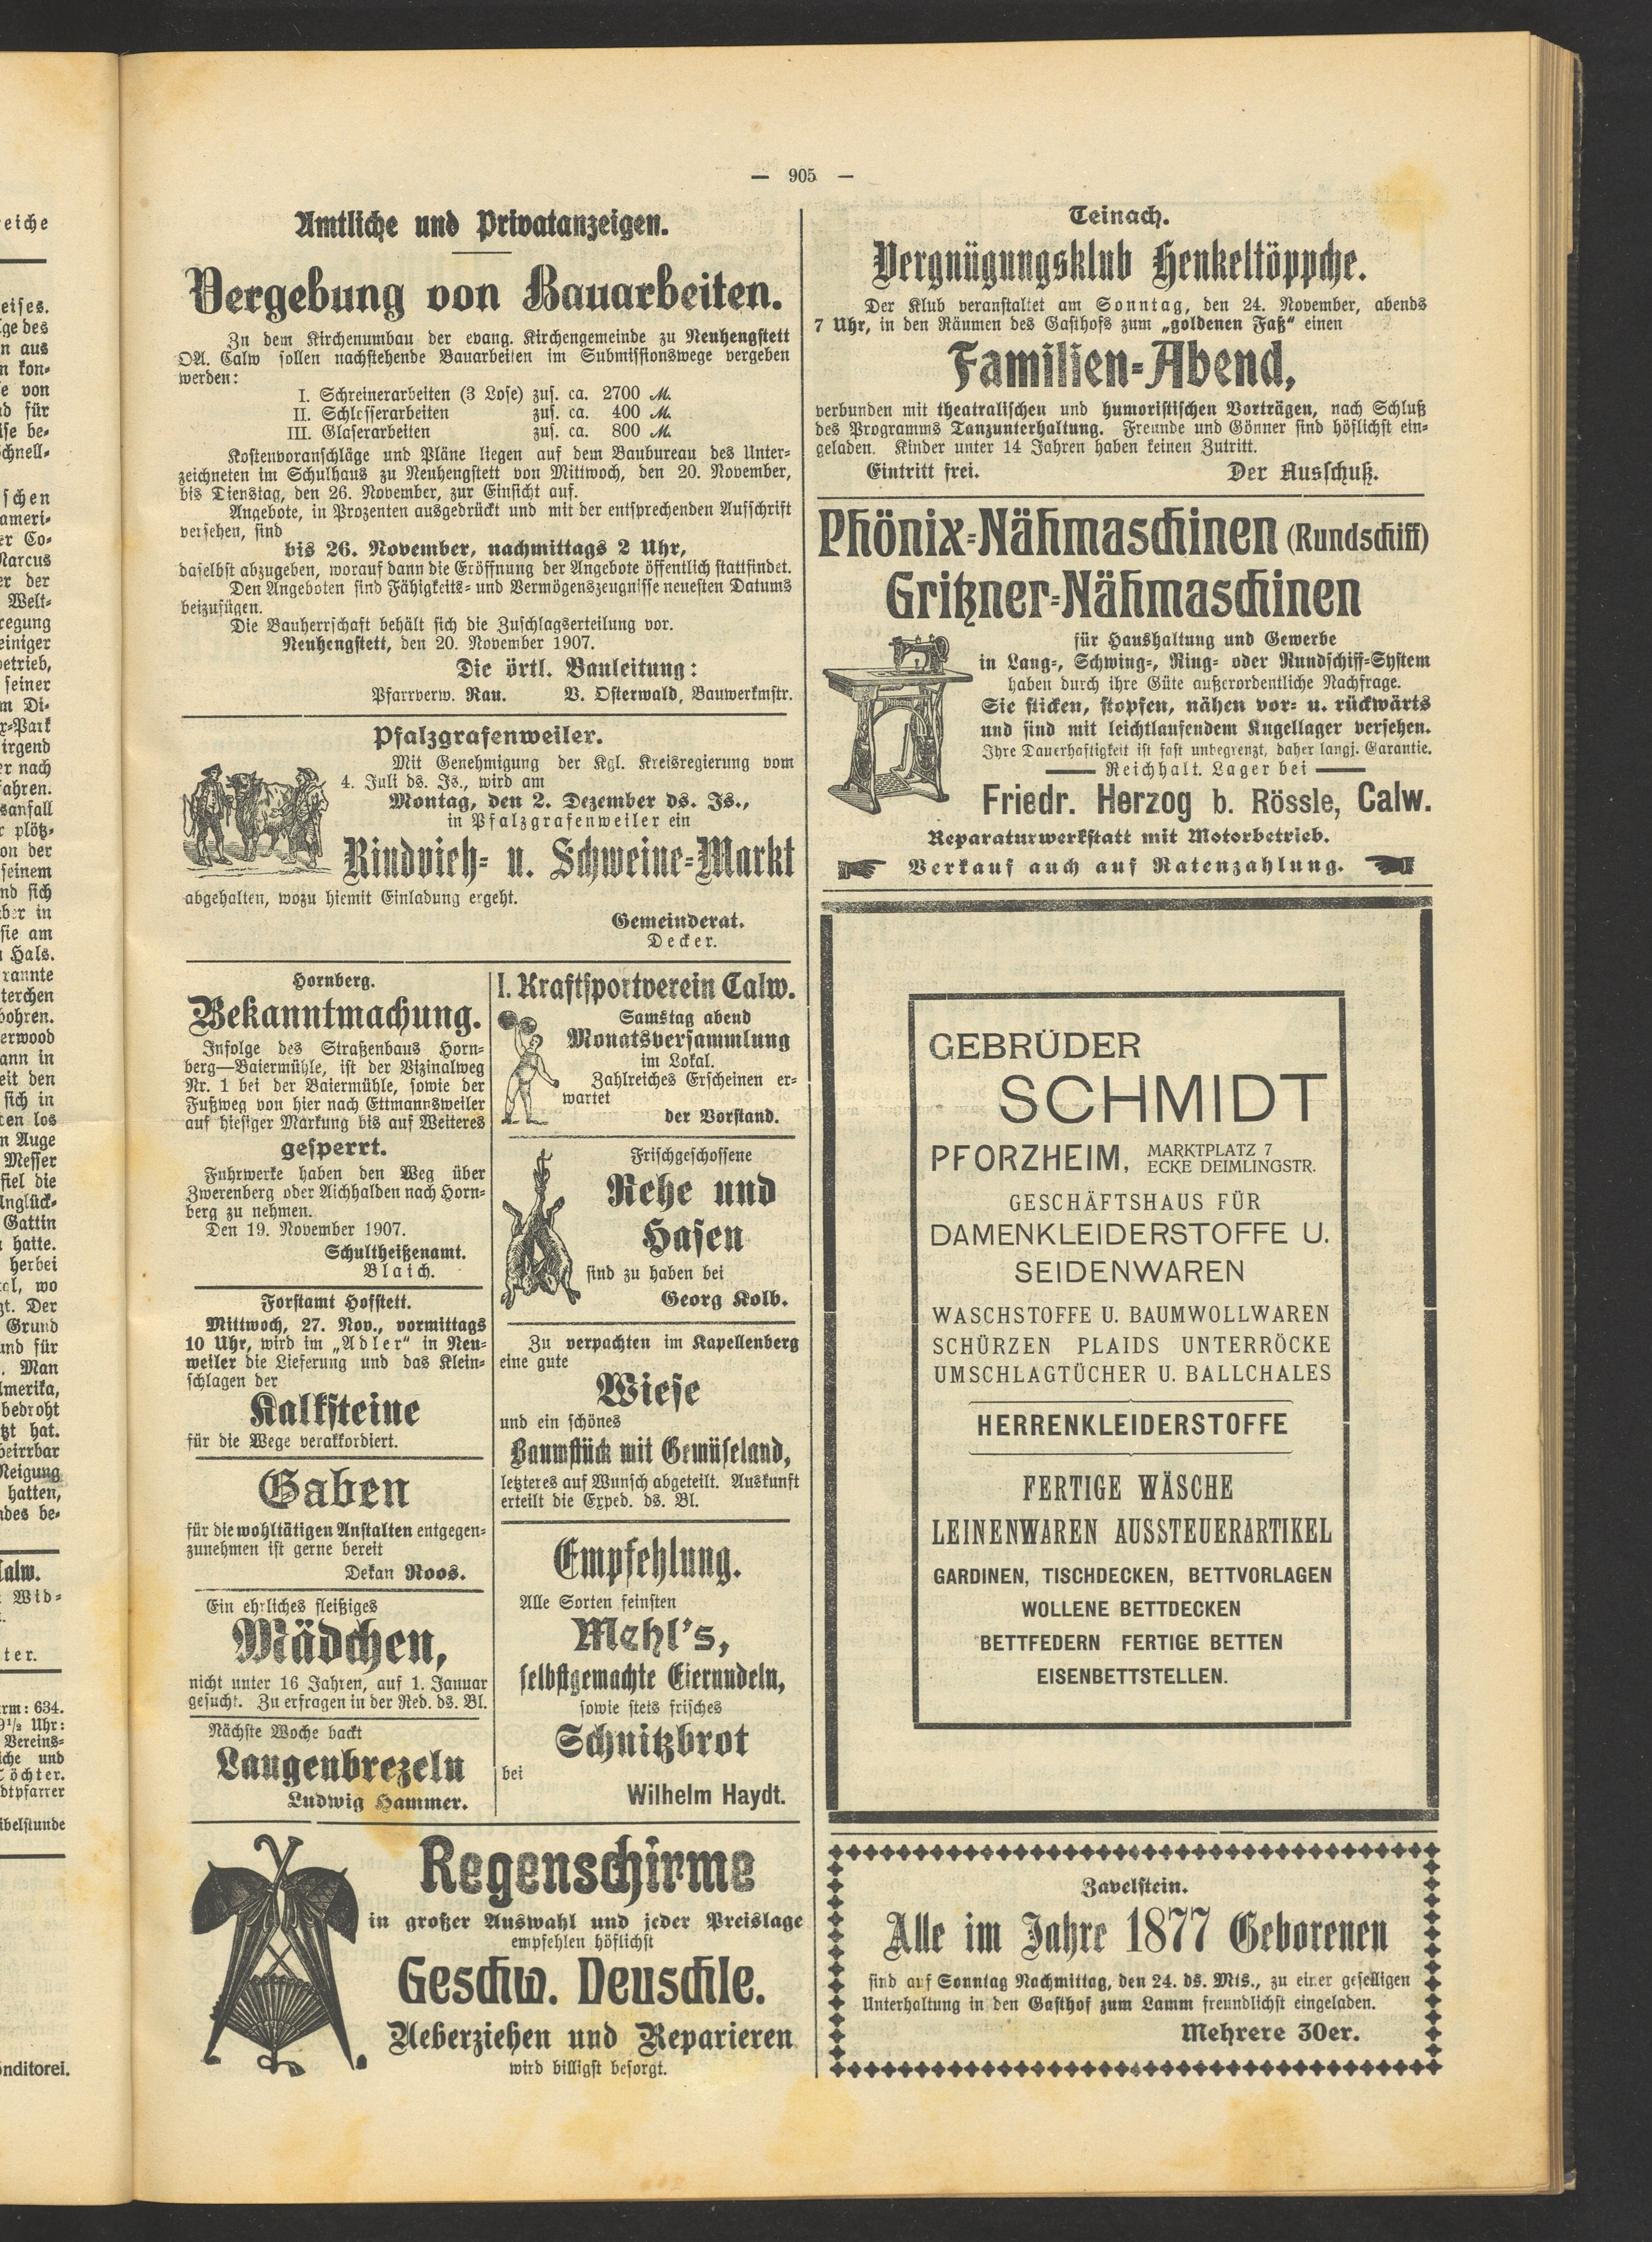 — 905 —
Amtliche und Privatanzeigen.
Vergebung von Bauarbeiten.
Zu dem Kirchenumbau der evang. Kirchengemeinde zu Neuhengstett
OA. Calw sollen nachstehende Bauarbeiten im Submissionswege vergeben
werden:
I. Schreinerarbeiten (3 Lose) zus. ca. 2700 M.
II. Schlosserarbeiten zus. ca. 400 M.
III. Glaserarbeiten zus. ca. 800 M.
Kostenvoranschläge und Pläne liegen auf dem Baubureau des Unter-
zeichneten im Schulhaus zu Neuhengstett von Mittwoch, den 20. November,
bis Dienstag, den 26. November, zur Einsicht auf.
Angebote, in Prozenten ausgedrückt und mit der entsprechenden Aufschrift
versehen, sind
bis 26. November, nachmittags 2 Uhr,
daselbst abzugeben, worauf dann die Eröffnung der Angebote öffentlich stattfindet.
Den Angeboten sind Fähigkeits- und Vermögenszeugnisse neuesten Datums
beizufügen.
Die Bauherrschaft behält sich die Zuschlagserteilung vor.
Neuhengstett, den 20. November 1907.
Die örtl. Bauleitung:
Pfarrverw. Rau. V. Osterwald, Bauwerkmstr.
Pfalzgrafenweiler.
Mit Genehmigung der Kgl. Kreisregierung vom
4. Juli ds. Js., wird am
Montag, den 2. Dezember ds. Js.,
in Pfalzgrafenweiler ein
Rindvieh- u. Schweine-Markt
abgehalten, wozu hiemit Einladung ergeht.
Gemeinderat.
Decker.
Hornberg.
Bekanntmachung.
Infolge des Straßenbaus Horn-
berg—Baiermühle, ist der Vizinalweg
Nr. 1 bei der Baiermühle, sowie der
Fußweg von hier nach Ettmannsweiler
auf hiesiger Markung bis auf Weiteres
gesperrt.
Fuhrwerke haben den Weg über
Zwerenberg oder Aichhalden nach Horn-
berg zu nehmen.
Den 19. November 1907.
Schultheißenamt.
Blaich.
Forstamt Hofstett.
Mittwoch, 27. Nov., vormittags
10 Uhr, wird im „Adler“ in Neu-
weiler die Lieferung und das Klein-
schlagen der
Kalksteine
für die Wege verakkordiert.
Gaben
für die wohltätigen Anstalten entgegen-
zunehmen ist gerne bereit
Dekan Roos.
Ein ehrliches fleißiges
Mädchen,
nicht unter 16 Jahren, auf 1. Januar
gesucht. Zu erfragen in der Red. ds. Bl.
Nächste Woche backt
Laugenbrezeln
Ludwig Hammer.
I. Kraftsportverein Calw.
Samstag abend
Monatsversammlung
im Lokal.
Zahlreiches Erscheinen er-
wartet
der Vorstand.
Frischgeschossene
Rehe und
Hasen
sind zu haben bei
Georg Kolb.
Zu verpachten im Kapellenberg
eine gute
Wiese
und ein schönes
Baumstück mit Gemüseland,
letzteres auf Wunsch abgeteilt. Auskunft
erteilt die Exped. ds. Bl.
Empfehlung.
Alle Sorten feinsten
Mehl's,
selbstgemachte Eiernudeln,
sowie stets frisches
Schnitzbrot
bei
Wilhelm Haydt.
Regenschirme
in großer Auswahl und jeder Preislage
empfehlen höflichst
Geschw. Deuschle.
Ueberziehen und Reparieren
wird billigst besorgt.
Teinach.
Vergnügungsklub Henkeltöppche.
Der Klub veranstaltet am Sonntag, den 24. November, abends
7 Uhr, in den Räumen des Gasthofs zum „goldenen Faß“ einen
Familien-Abend,
verbunden mit theatralischen und humoristischen Vorträgen, nach Schluß
des Programms Tanzunterhaltung. Freunde und Gönner sind höflichst ein-
geladen. Kinder unter 14 Jahren haben keinen Zutritt.
Eintritt frei. Der Ausschuß.
Phönix-Nähmaschinen (Rundschiff)
Gritzner-Nähmaschinen
für Haushaltung und Gewerbe
in Lang-, Schwing-, Ring- oder Rundschiff-System
haben durch ihre Güte außerordentliche Nachfrage.
Sie sticken, stopfen, nähen vor- u. rückwärts
und sind mit leichtlaufendem Kugellager versehen.
Ihre Dauerhaftigkeit ist fast unbegrenzt, daher langj. Garantie.
Reichhalt. Lager bei
Friedr. Herzog b. Rössle, Calw.
Reparaturwerkstatt mit Motorbetrieb.
Verkauf auch auf Ratenzahlung.
GEBRÜDER
SCHMIDT
PFORZHEIM, MARKTPLATZ 7
ECKE DEIMLINGSTR.
GESCHÄFTSHAUS FÜR
DAMENKLEIDERSTOFFE U.
SEIDENWAREN
WASCHSTOFFE U. BAUMWOLLWAREN
SCHÜRZEN PLAIDS UNTERRÖCKE
UMSCHLAGTÜCHER U. BALLCHALES
HERRENKLEIDERSTOFFE
FERTIGE WÄSCHE
LEINENWAREN AUSSTEUERARTIKEL
GARDINEN, TISCHDECKEN, BETTVORLAGEN
WOLLENE BETTDECKEN
BETTFEDERN FERTIGE BETTEN
EISENBETTSTELLEN.
Zavelstein.
Alle im Jahre 1877 Geborenen
sind auf Sonntag Nachmittag, den 24. ds. Mts., zu einer geselligen
Unterhaltung in den Gasthof zum Lamm freundlichst eingeladen.
Mehrere 30er.